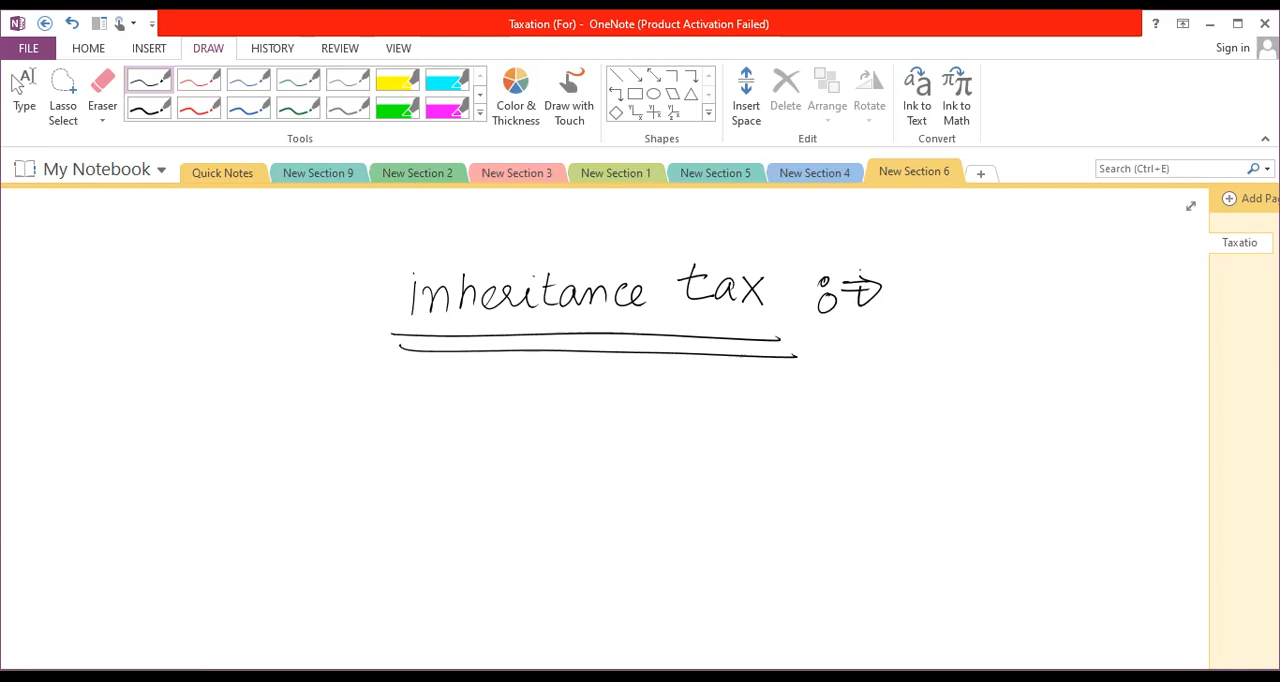 Taxation (For) - OneNote (Product Activation Failed)
?
FILE HOME INSERT DRAW HISTORY REVIEW VIEW
Sign in
Type
Lasso Select
Eraser
Color & Thickness
Draw with Touch
Insert Space
Delete
Arrange
Rotate
Ink to Text
Ink to Math
Tools
Shapes
Edit
Convert
My Notebook
Quick Notes
New Section 9
New Section 2
New Section 3
New Section 1
New Section 5
New Section 4
New Section 6
Search (Ctrl+E)
Add Pag
Taxatio
inheritance tax